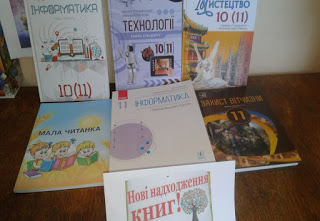 ІНФОРМАТИКА
10 (11)
ТЕХНОЛОГІЇ
10 11
МИСТЕЦТВО
10 (11)
МАЛА ЧИТАНКА
11 ІНФОРМАТИКА
ЗАХИСТ ВІТЧИЗНИ
11
Нові надходження
книг!